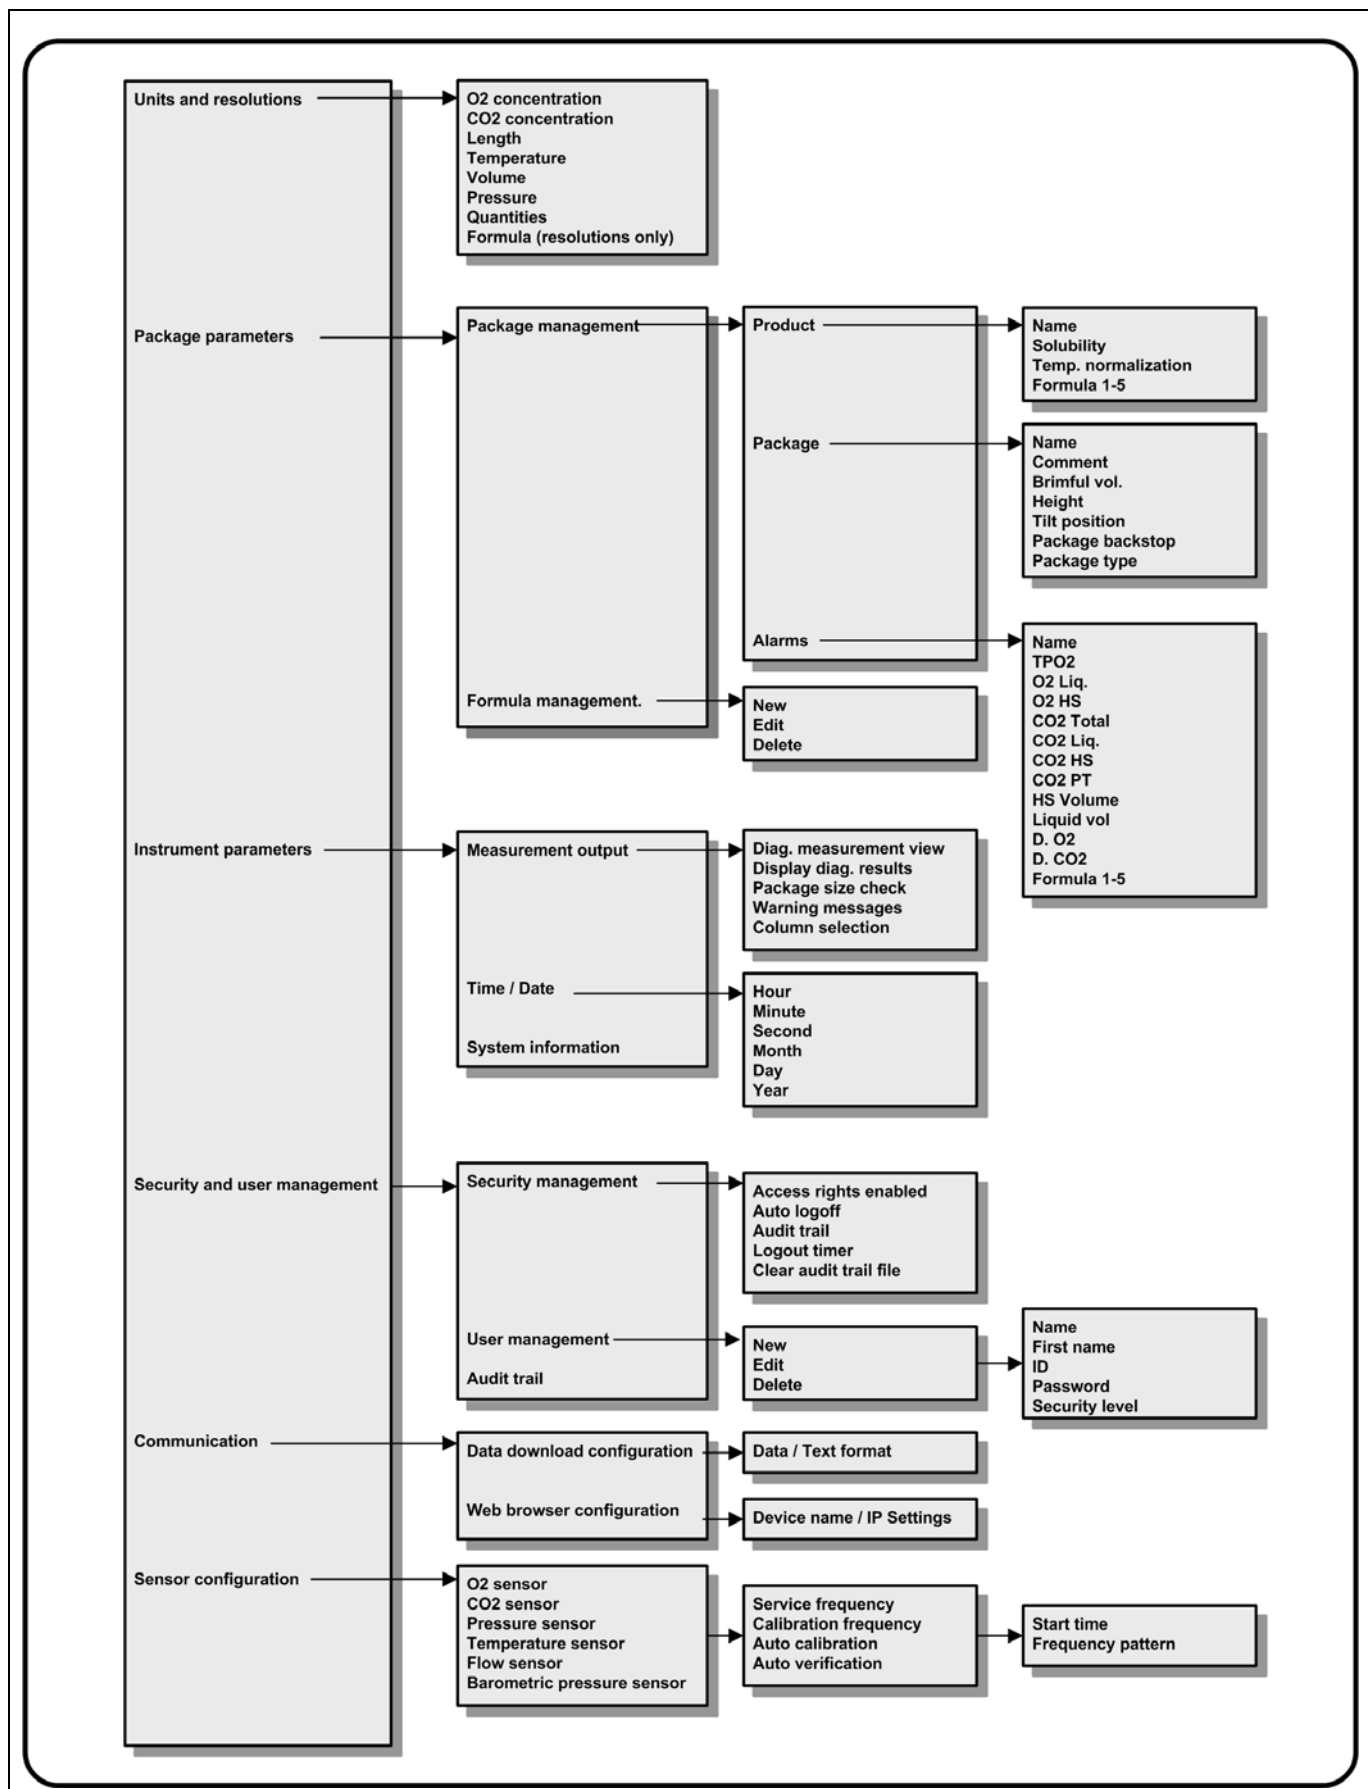 Units and resolutions
O2 concentration
CO2 concentration
Length
Temperature
Volume
Pressure
Quantities
Formula (resolutions only)
Package parameters
Package management
Product
Name
Solubility
Temp. normalization
Formula 1-5
Package
Name
Comment
Brimful vol.
Height
Tilt position
Package backstop
Package type
Alarms
Name
TPO2
O2 Liq.
O2 HS
CO2 Total
CO2 Liq.
CO2 HS
CO2 PT
HS Volume
Liquid vol
D. O2
D. CO2
Formula 1-5
Formula management.
New
Edit
Delete
Instrument parameters
Measurement output
Diag. measurement view
Display diag. results
Package size check
Warning messages
Column selection
Time / Date
Hour
Minute
Second
Month
Day
Year
System information
Security and user management
Security management
Access rights enabled
Auto logoff
Audit trail
Logout timer
Clear audit trail file
User management
New
Edit
Delete
Name
First name
ID
Password
Security level
Audit trail
Communication
Data download configuration
Data / Text format
Web browser configuration
Device name / IP Settings
Sensor configuration
O2 sensor
CO2 sensor
Pressure sensor
Temperature sensor
Flow sensor
Barometric pressure sensor
Service frequency
Calibration frequency
Auto calibration
Auto verification
Start time
Frequency pattern